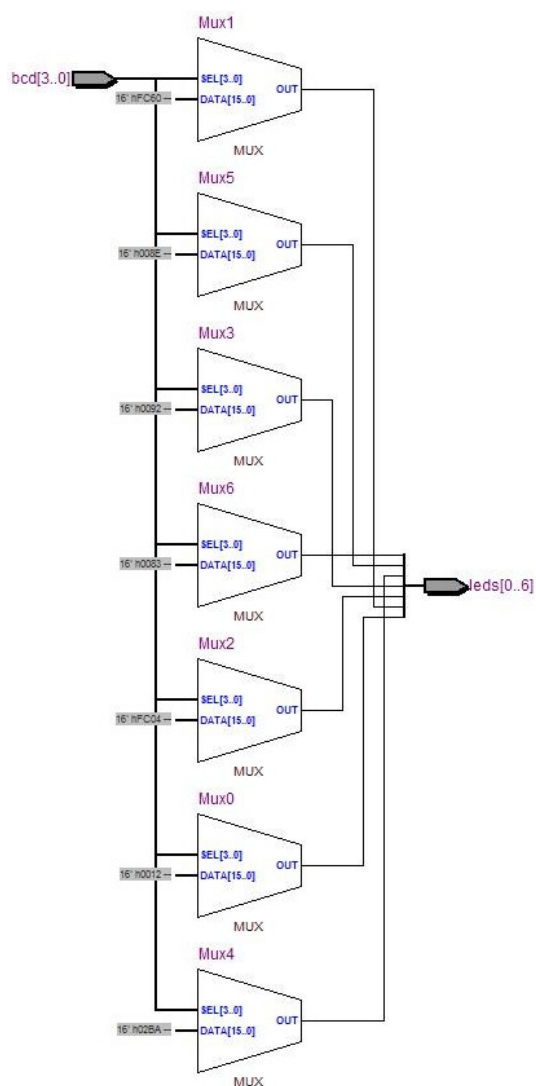 Mux1
bcd[3..0]
SEL[3..0]
OUT
16' hFC60
DATA[15..0]
MUX
Mux5
SEL[3..0]
OUT
16' h008E
DATA[15..0]
MUX
Mux3
SEL[3..0]
OUT
16' h0092
DATA[15..0]
MUX
Mux6
SEL[3..0]
OUT
16' h0083
DATA[15..0]
leds[0..6]
MUX
Mux2
SEL[3..0]
OUT
16' hFC04
DATA[15..0]
MUX
Mux0
SEL[3..0]
OUT
16' h0012
DATA[15..0]
MUX
Mux4
SEL[3..0]
OUT
16' h02BA
DATA[15..0]
MUX